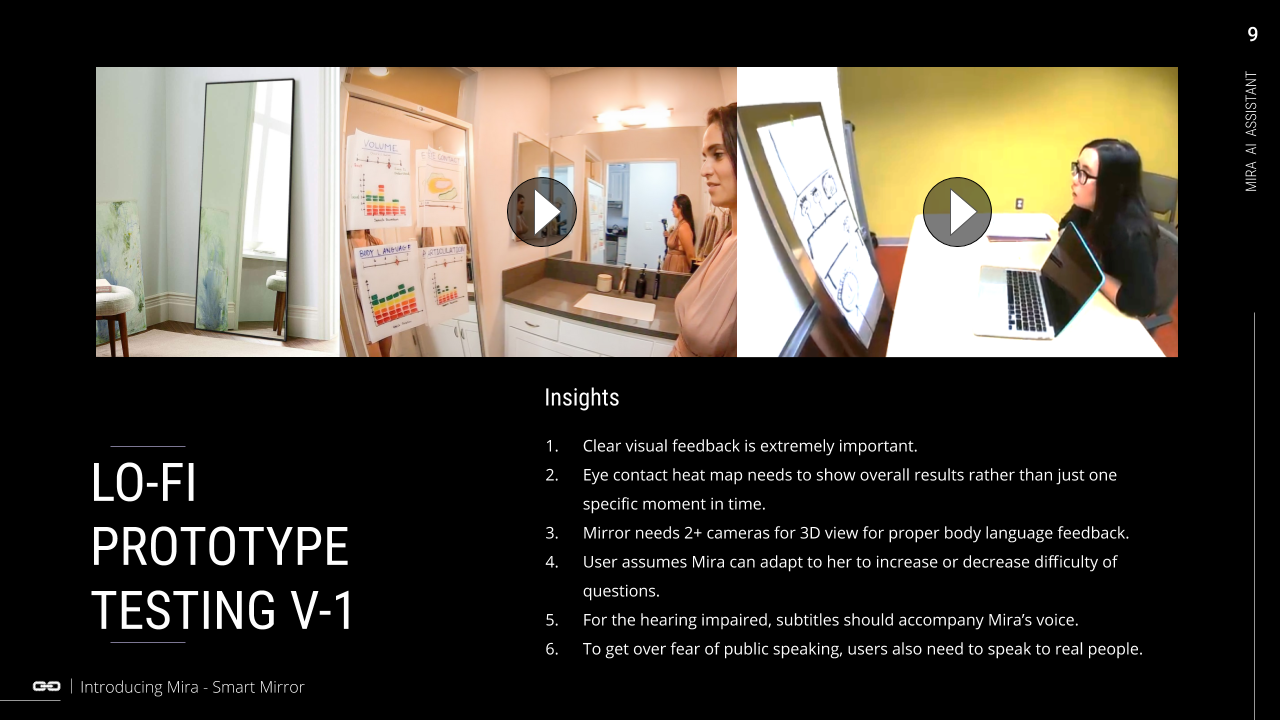 9
MIRA AI ASSISTANT
VOLUME
EYE CONTACT
BODY LANGUAGE
ARTICULATION
Insights
1. Clear visual feedback is extremely important.
2. Eye contact heat map needs to show overall results rather than just one
specific moment in time.
3. Mirror needs 2+ cameras for 3D view for proper body language feedback.
4. User assumes Mira can adapt to her to increase or decrease difficulty of
questions.
5. For the hearing impaired, subtitles should accompany Mira’s voice.
6. To get over fear of public speaking, users also need to speak to real people.
LO-FI
PROTOTYPE
TESTING V-1
Introducing Mira - Smart Mirror